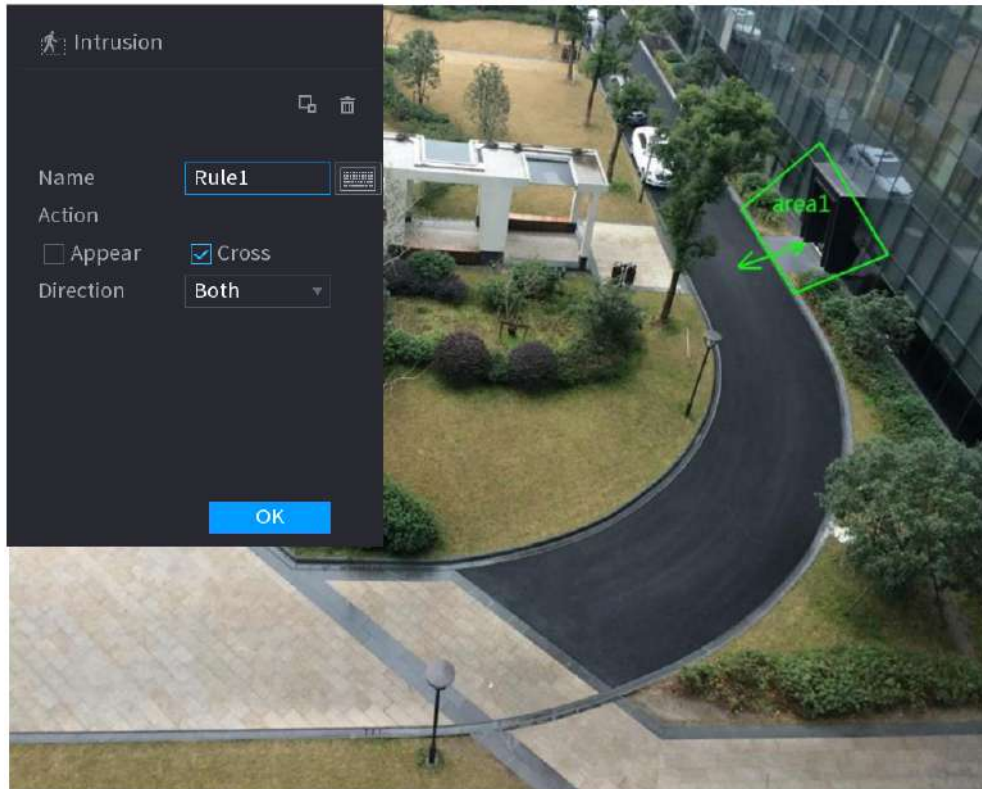 Intrusion
Name Rule1
Action
Appear Cross
Direction Both
OK
area1